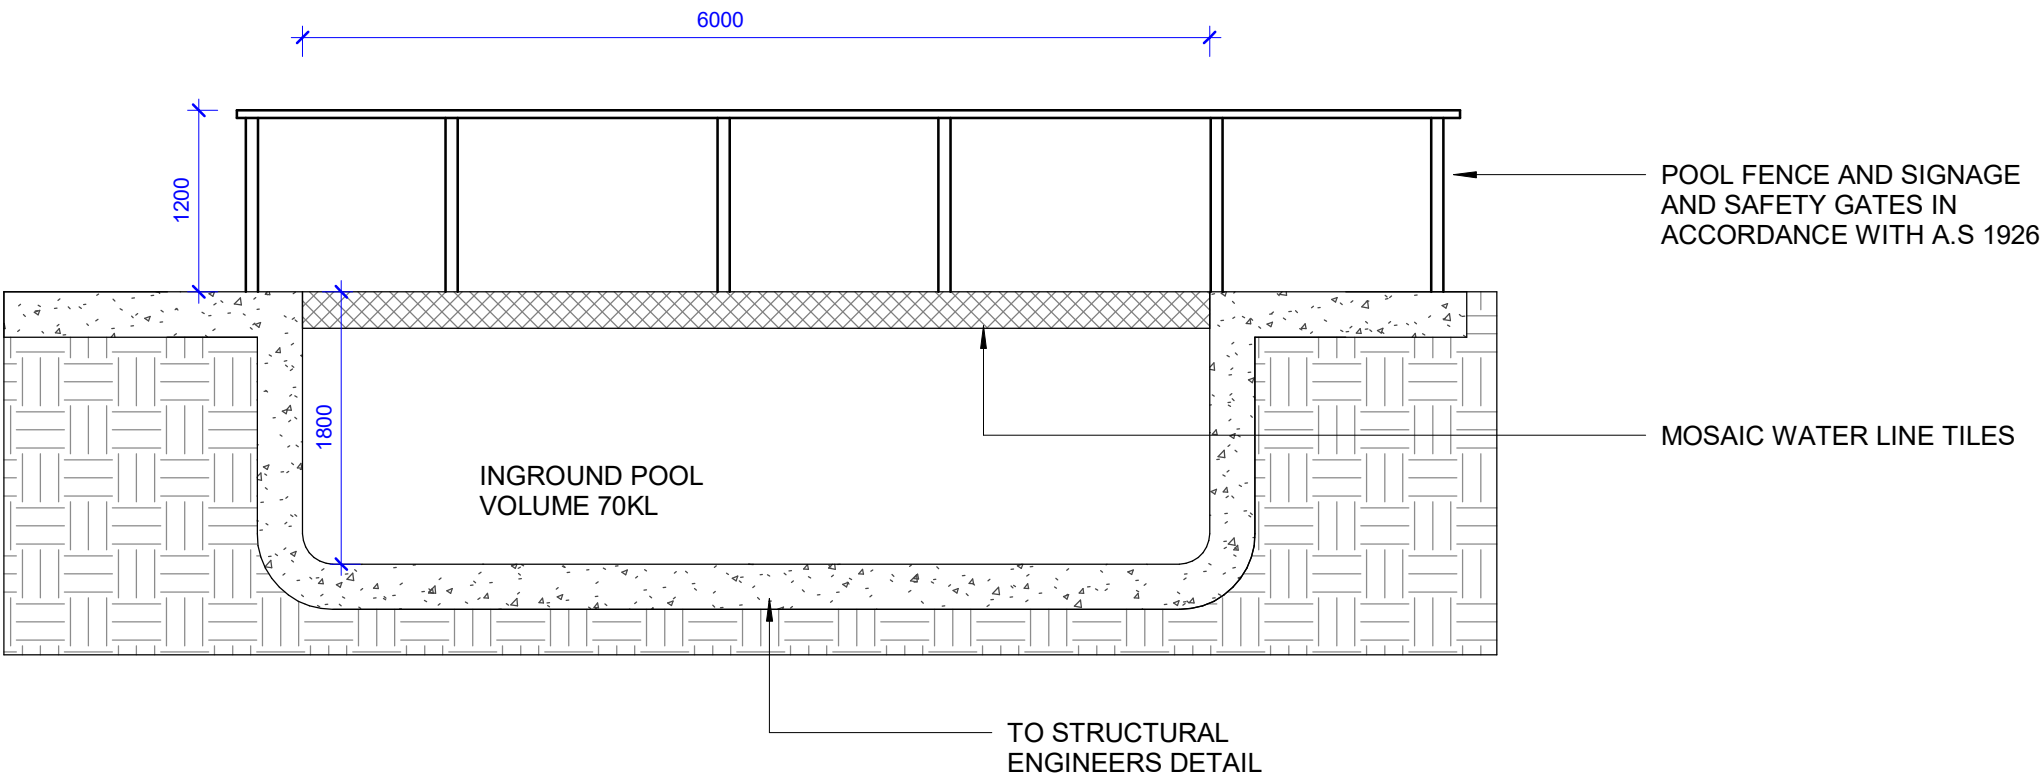 6000
1200
POOL FENCE AND SIGNAGE
AND SAFETY GATES IN
ACCORDANCE WITH A.S 1926
1800
MOSAIC WATER LINE TILES
INGROUND POOL
VOLUME 70KL
TO STRUCTURAL
ENGINEERS DETAIL